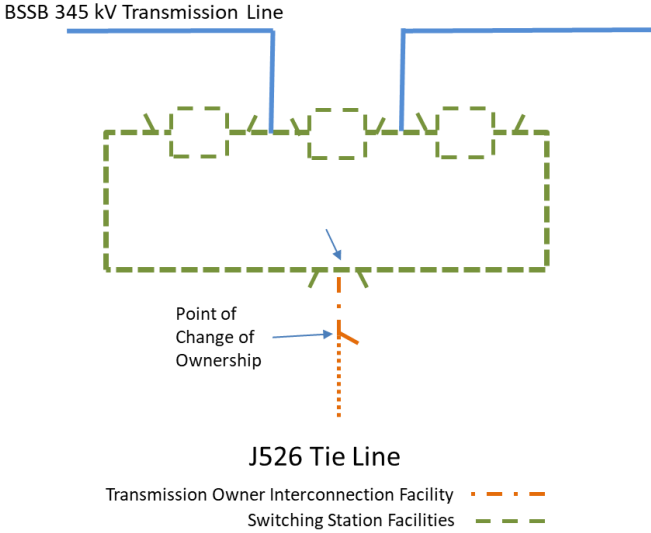 BSSB 345 kV Transmission Line
Point of
Change of
Ownership
J526 Tie Line
Transmission Owner Interconnection Facility
Switching Station Facilities